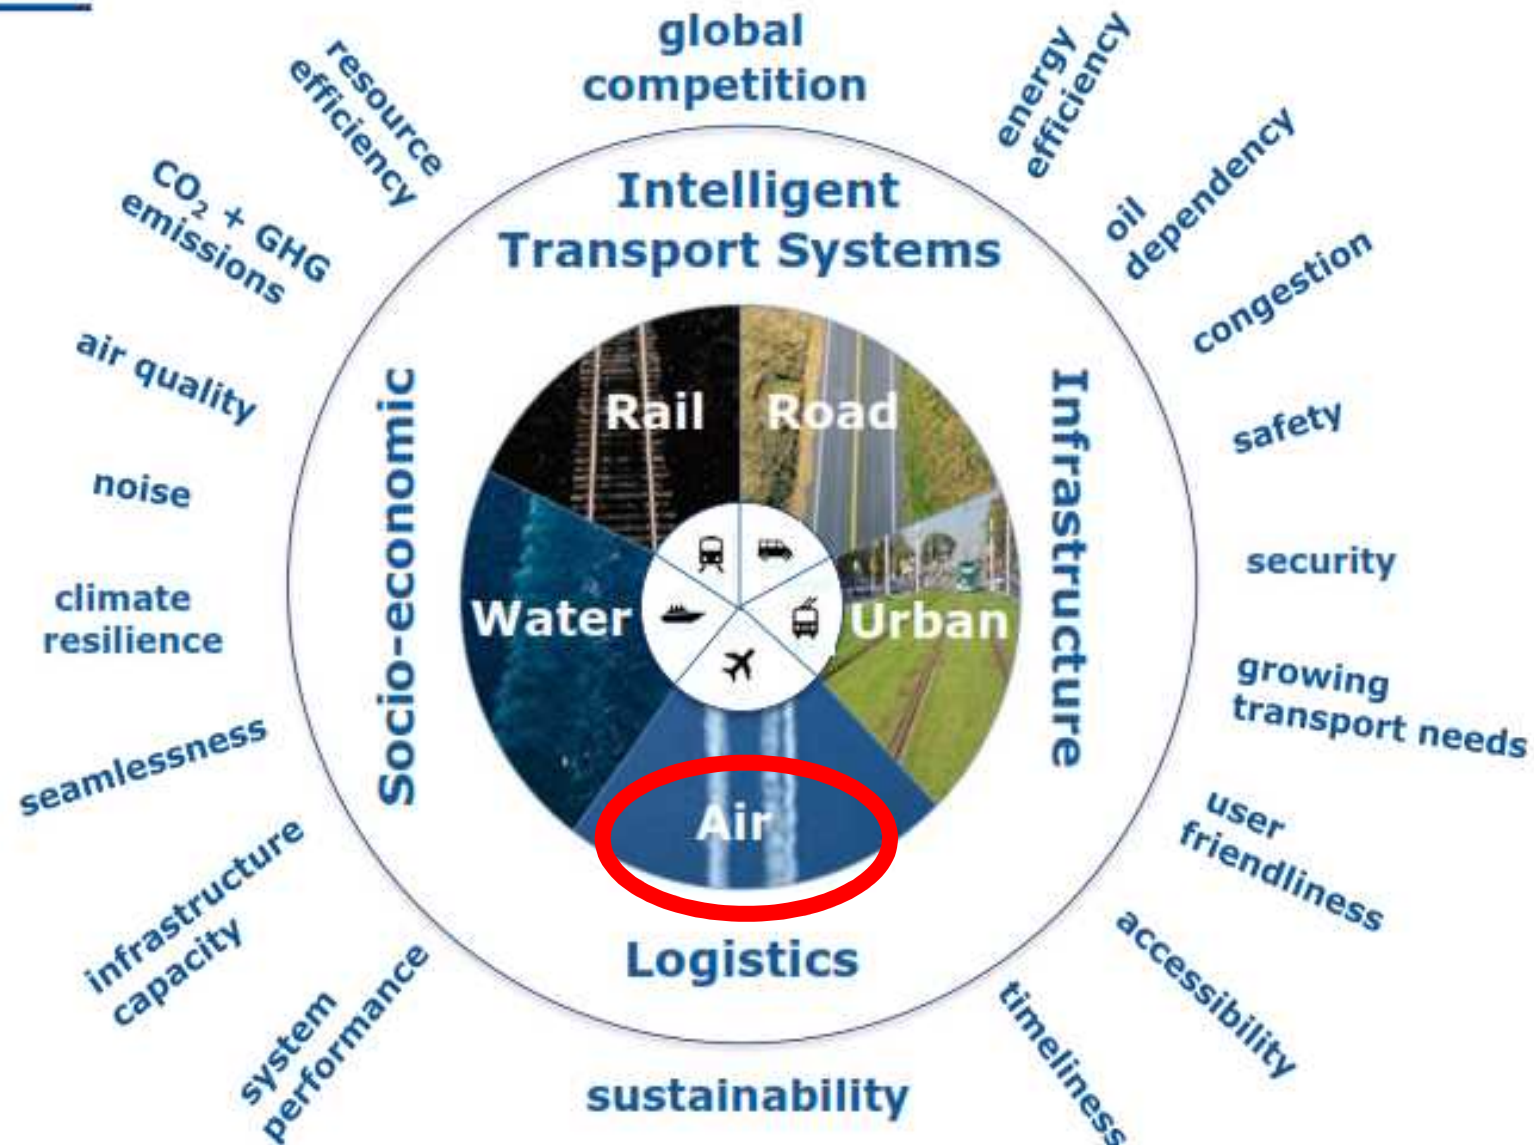 global
competition
energy
efficiency
oil
dependency
congestion
safety
security
growing
transport needs
user
friendliness
accessibility
timeliness
sustainability
system
performance
infrastructure
capacity
seamlessness
climate
resilience
noise
air quality
CO₂ + GHG
emissions
resource
efficiency
Intelligent
Transport Systems
Infrastructure
Logistics
Socio-economic
Rail
Road
Urban
Air
Water